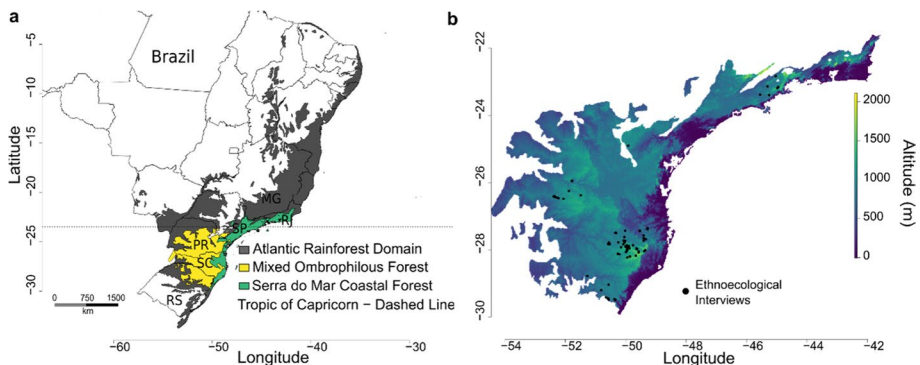 a
Brazil
MG
SP
RJ
PR
SC
RS
Latitude
−5
−10
−15
−20
−25
−30
Atlantic Rainforest Domain
Mixed Ombrophilous Forest
Serra do Mar Coastal Forest
Tropic of Capricorn − Dashed Line
0 750 1500
km
−60 −50 −40 −30
Longitude
b
−22
−24
−26
−28
−30
2000
1500
1000
500
0
Altitude (m)
Ethnoecological
Interviews
−54 −52 −50 −48 −46 −44 −42
Longitude